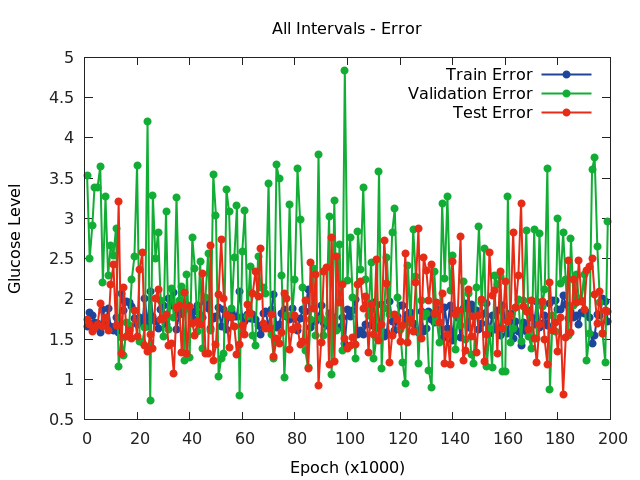 All Intervals - Error
Train Error
Validation Error
Test Error
Glucose Level
5
4.5
4
3.5
3
2.5
2
1.5
1
0.5
0 20 40 60 80 100 120 140 160 180 200
Epoch (x1000)